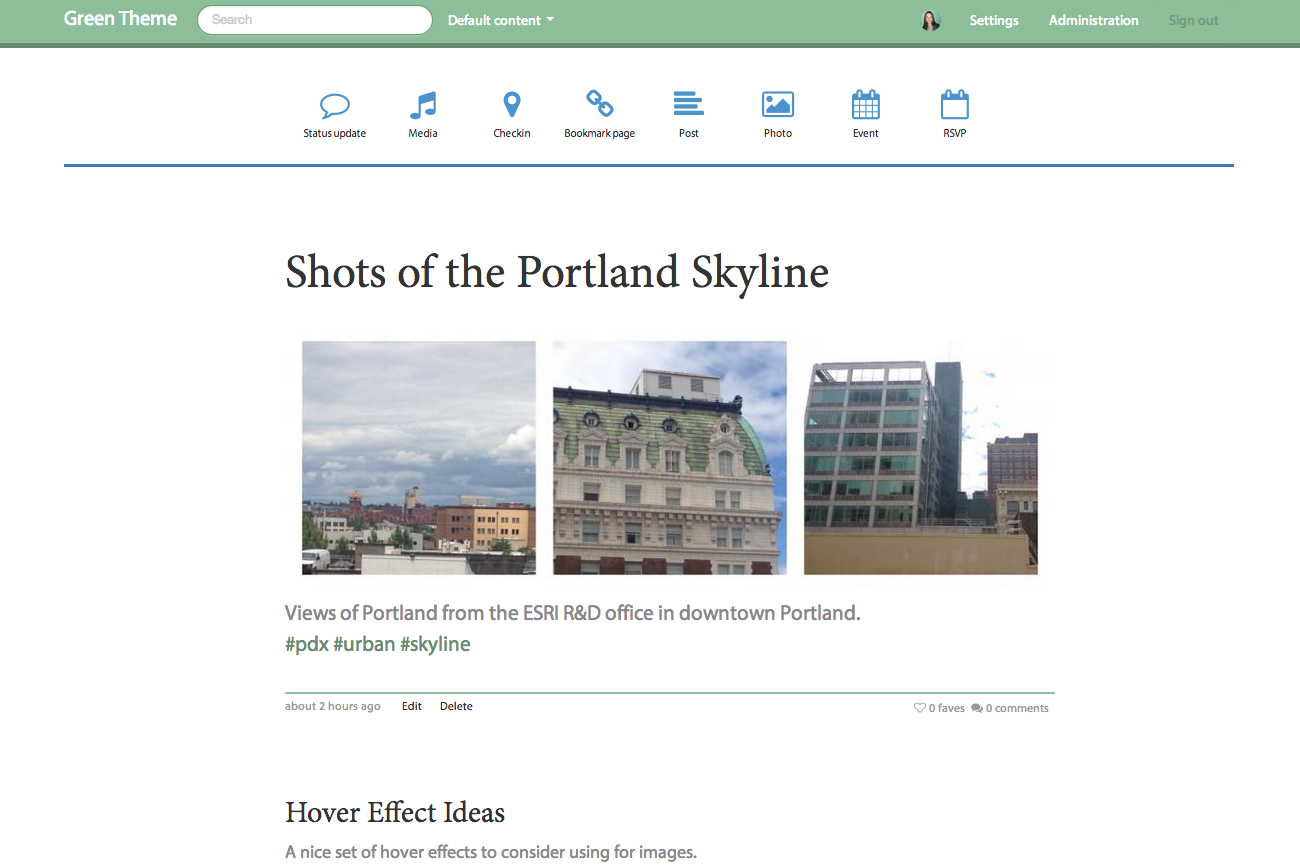 Green Theme
Search
Default content
Settings
Administration
Sign out
Status update
Media
Checkin
Bookmark page
Post
Photo
Event
RSVP
Shots of the Portland Skyline
Views of Portland from the ESRI R&D office in downtown Portland.
#pdx #urban #skyline
about 2 hours ago
Edit
Delete
0 faves
0 comments
Hover Effect Ideas
A nice set of hover effects to consider using for images.